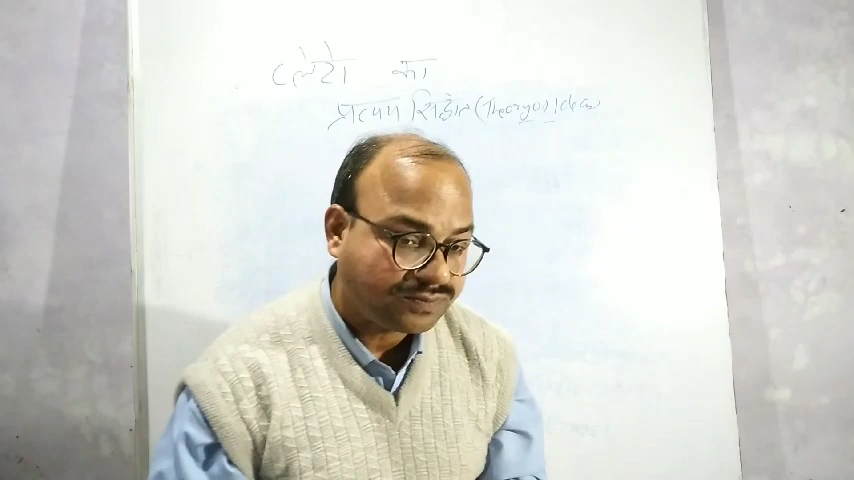 प्लेटो का
प्रत्यय सिद्धांत (Theory of Ideas